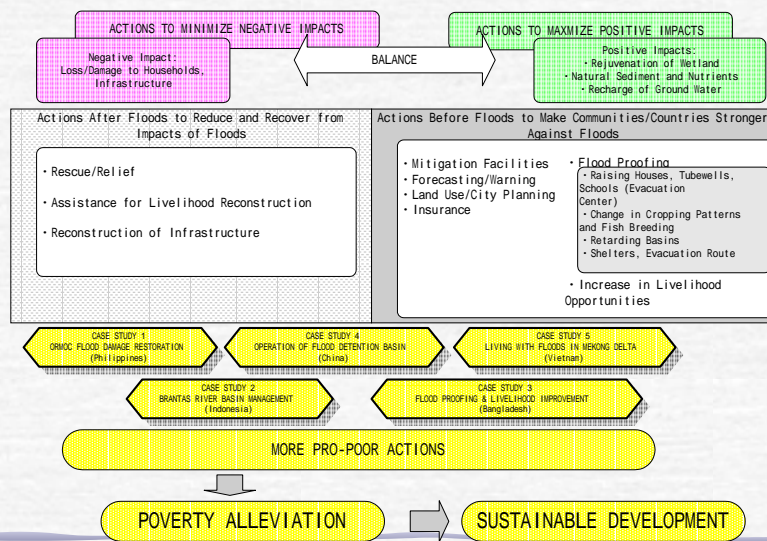 ACTIONS TO MINIMIZE NEGATIVE IMPACTS
ACTIONS TO MAXMIZE POSITIVE IMPACTS
Negative Impact:
Loss/Damage to Households,
Infrastructure
BALANCE
Positive Impacts:
・Rejuvenation of Wetland
・Natural Sediment and Nutrients
・Recharge of Ground Water
Actions After Floods to Reduce and Recover from
Impacts of Floods
・Rescue/Relief
・Assistance for Livelihood Reconstruction
・Reconstruction of Infrastructure
Actions Before Floods to Make Communities/Countries Stronger
Against Floods
・Mitigation Facilities
・Forecasting/Warning
・Land Use/City Planning
・Insurance
・Flood Proofing
・Raising Houses, Tubewells,
Schools (Evacuation
Center)
・Change in Cropping Patterns
and Fish Breeding
・Retarding Basins
・Shelters, Evacuation Route
・Increase in Livelihood
Opportunities
CASE STUDY 1
ORMOC FLOOD DAMAGE RESTORATION
(Philippines)
CASE STUDY 4
OPERATION OF FLOOD DETENTION BASIN
(China)
CASE STUDY 5
LIVING WITH FLOODS IN MEKONG DELTA
(Vietnam)
CASE STUDY 2
BRANTAS RIVER BASIN MANAGEMENT
(Indonesia)
CASE STUDY 3
FLOOD PROOFING & LIVELIHOOD IMPROVEMENT
(Bangladesh)
MORE PRO-POOR ACTIONS
POVERTY ALLEVIATION
SUSTAINABLE DEVELOPMENT